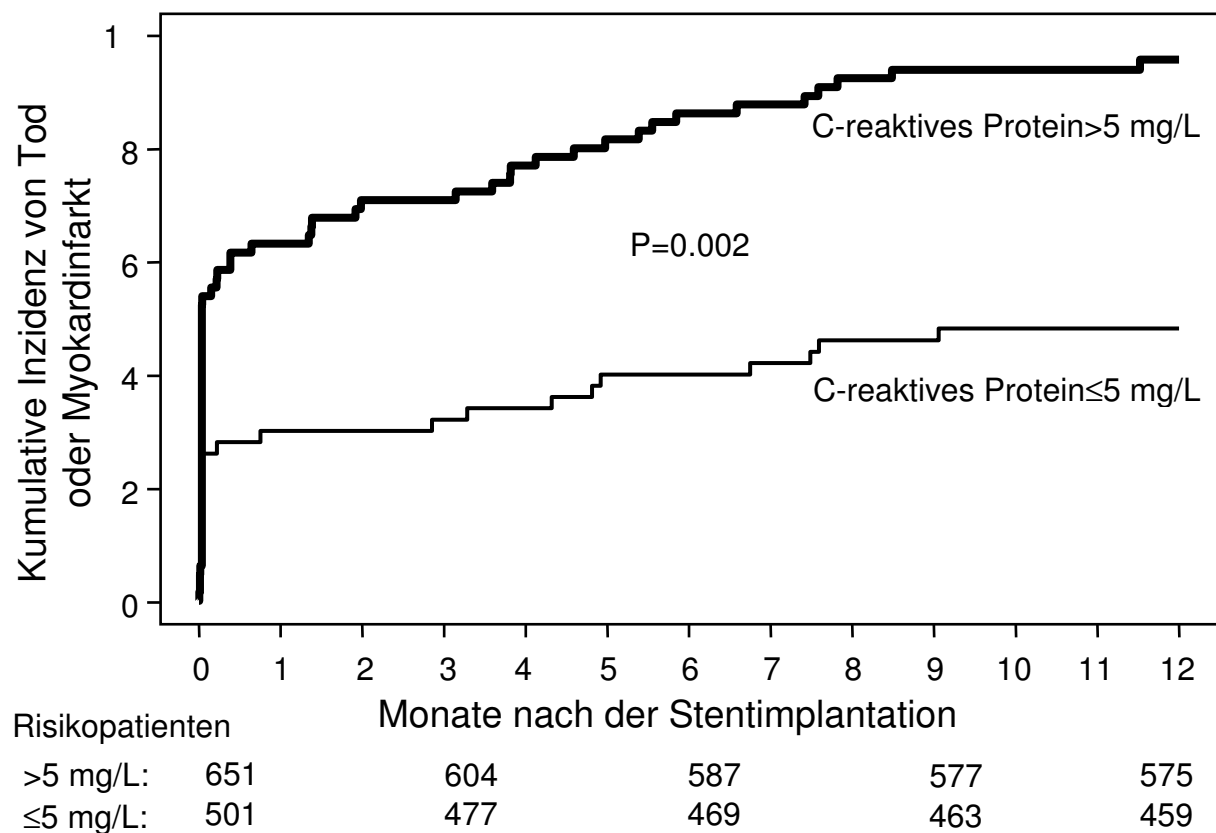 Kumulative Inzidenz von Tod
oder Myokardinfarkt
1
8
6
4
2
0
C-reaktives Protein>5 mg/L
P=0.002
C-reaktives Protein≤5 mg/L
0 1 2 3 4 5 6 7 8 9 10 11 12
Monate nach der Stentimplantation
Risikopatienten
>5 mg/L: 651 604 587 577 575
≤5 mg/L: 501 477 469 463 459